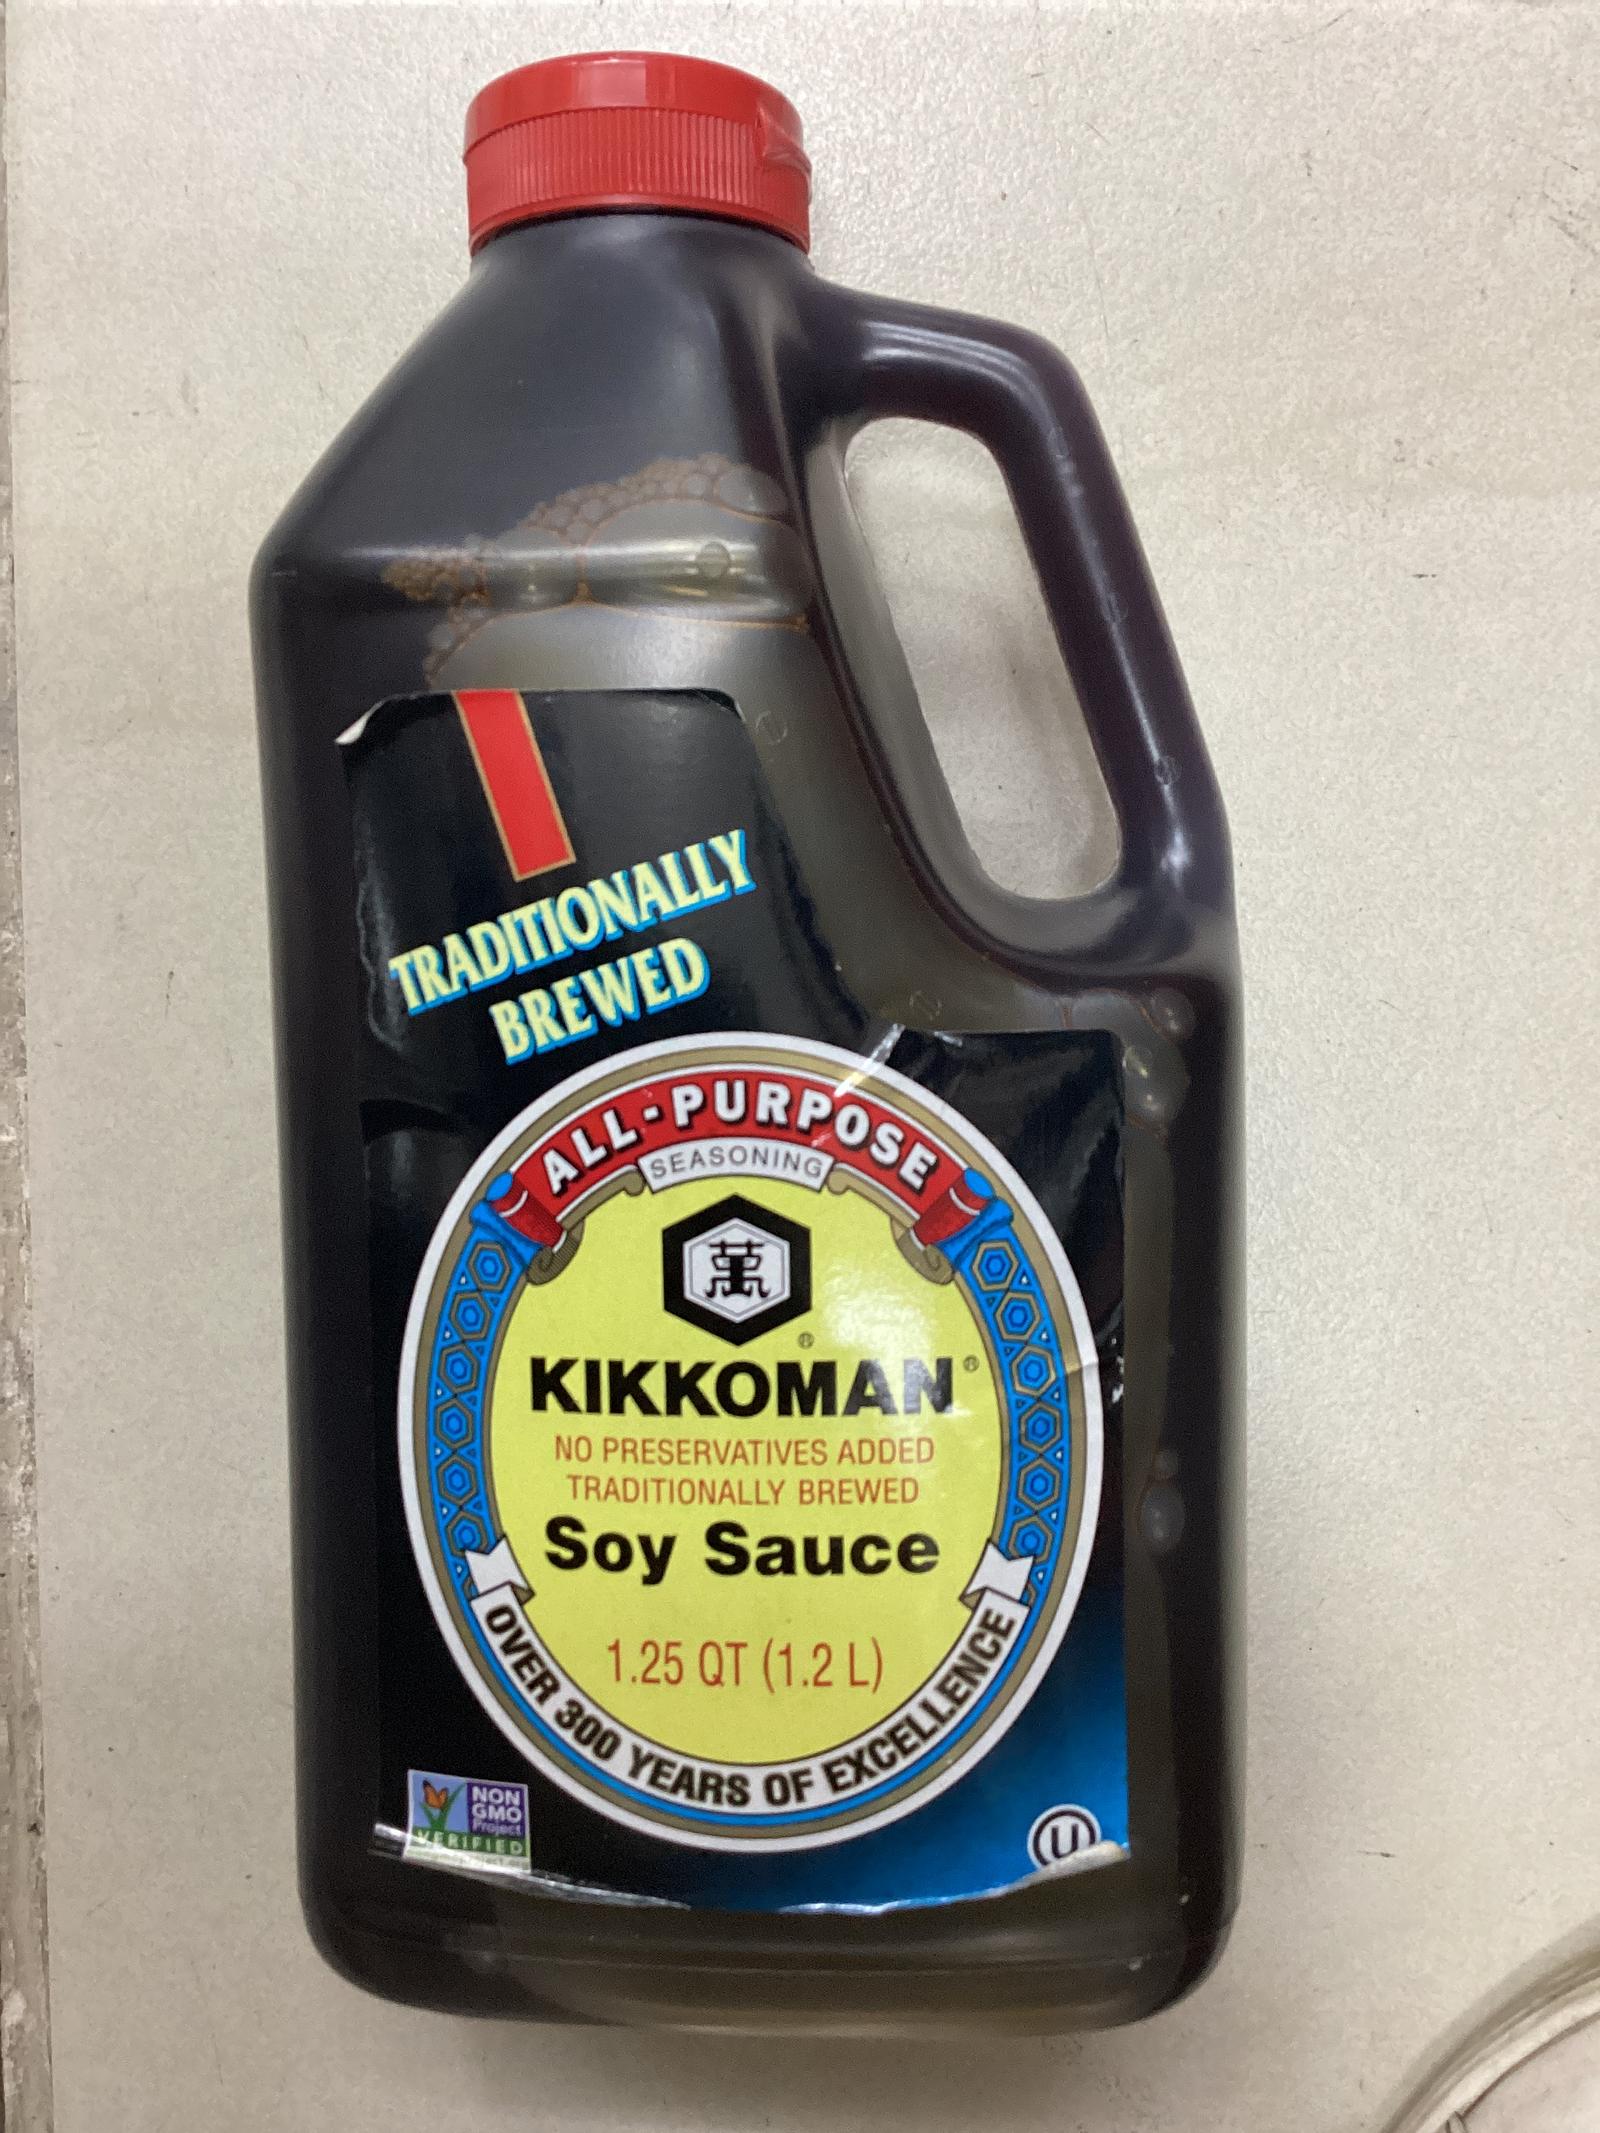 TRADITIONALLY
BREWED
ALL-PURPOSE
SEASONING
萬
®
KIKKOMAN®
NO PRESERVATIVES ADDED
TRADITIONALLY BREWED
Soy Sauce
1.25 QT (1.2 L)
OVER 300 YEARS OF EXCELLENCE
NON
GMO
Project
VERIFIED
U